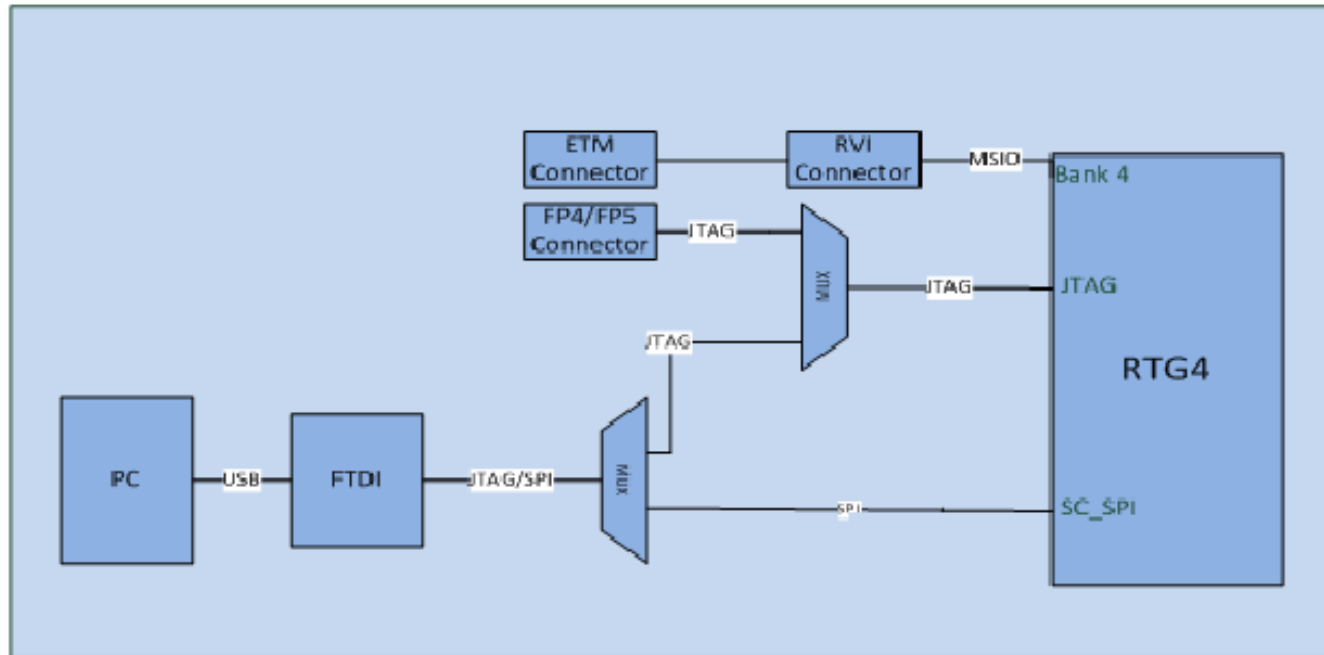 ETM
Connector
RVI
Connector
MSIO
Bank 4
FP4/FP5
Connector
JTAG
MUX
JTAG
JTAG
JTAG
RTG4
PC
USB
FTDI
JTAG/SPI
MUX
SPI
SC_SPI